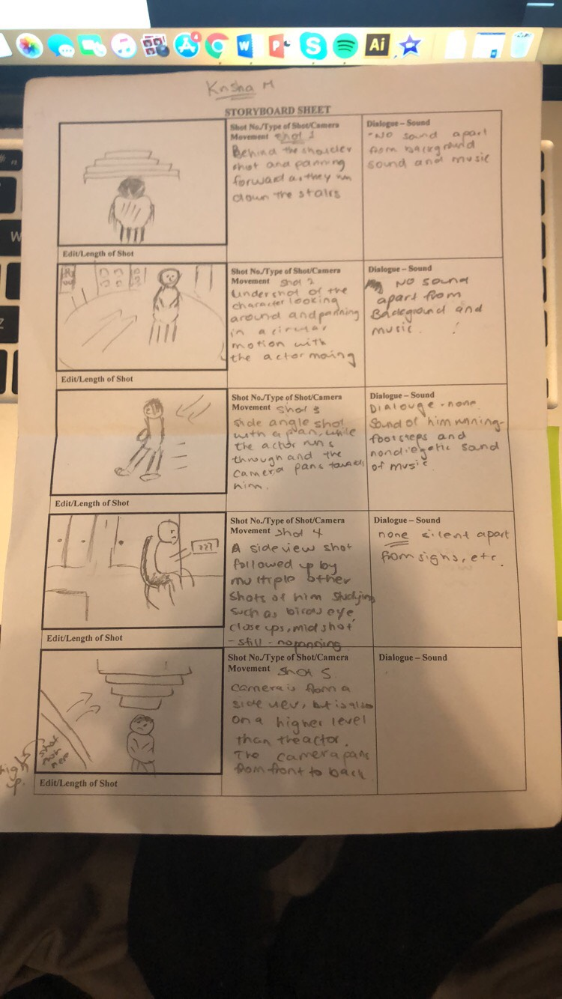 4
W
P
S
Ai
Krisha M
STORYBOARD SHEET
Shot No./Type of Shot/Camera
Movement shot 1
Behind the shoulder
shot and panning
forward as they run
down the stairs
Dialogue – Sound
-No sound apart
from background
sound and music
Edit/Length of Shot
Shot No./Type of Shot/Camera
Movement shot 2
Undershot of the
character looking
around and panning
in a circular
motion with
the actor
Dialogue – Sound
No sound
apart from
Background and
music.
Edit/Length of Shot
Shot No./Type of Shot/Camera
Movement shot 3
side angle shot
with a while
the actor runs
through and the
camera pans towards
him.
Dialogue – Sound
Dialouge - none.
Sound of him running-
footsteps and
nondiegetic sound
of music
Edit/Length of Shot
Shot No./Type of Shot/Camera
Movement shot 4
A side view shot
followed up by
multiple other
shots of him studying
such as birds eye,
close ups, mid shot
- still - no panning
Dialogue – Sound
none silent apart
from signs, etc.
???
Edit/Length of Shot
Shot No./Type of Shot/Camera
Movement shot 5
camera is from a
side view, but is also
on a higher level
than the actor.
The camera pans
from front to back
Dialogue – Sound
shot
high
up.
Edit/Length of Shot
W
Z